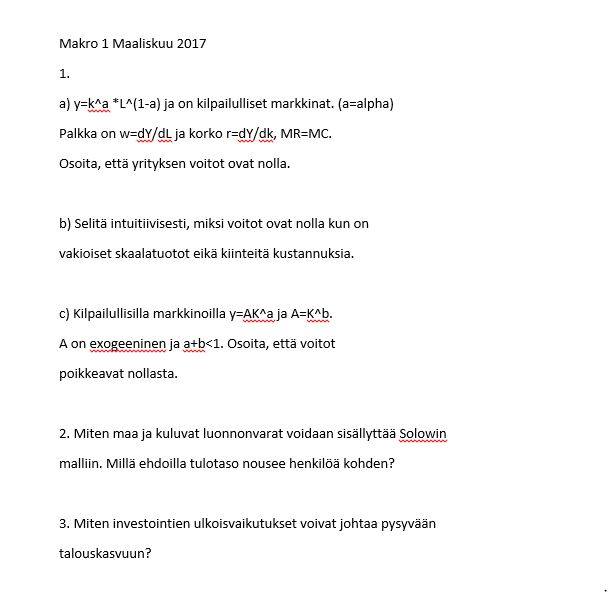 Makro 1 Maaliskuu 2017
1.
a) y=k^a *L^(1-a) ja on kilpailulliset markkinat. (a=alpha)
Palkka on w=dY/dL ja korko r=dY/dk, MR=MC.
Osoita, että yrityksen voitot ovat nolla.
b) Selitä intuitiivisesti, miksi voitot ovat nolla kun on
vakioiset skaalatuotot eikä kiinteitä kustannuksia.
c) Kilpailullisilla markkinoilla y=AK^a ja A=K^b.
A on exogeeninen ja a+b<1. Osoita, että voitot
poikkeavat nollasta.
2. Miten maa ja kuluvat luonnonvarat voidaan sisällyttää Solowin
malliin. Millä ehdoilla tulotaso nousee henkilöä kohden?
3. Miten investointien ulkoisvaikutukset voivat johtaa pysyvään
talouskasvuun?
.